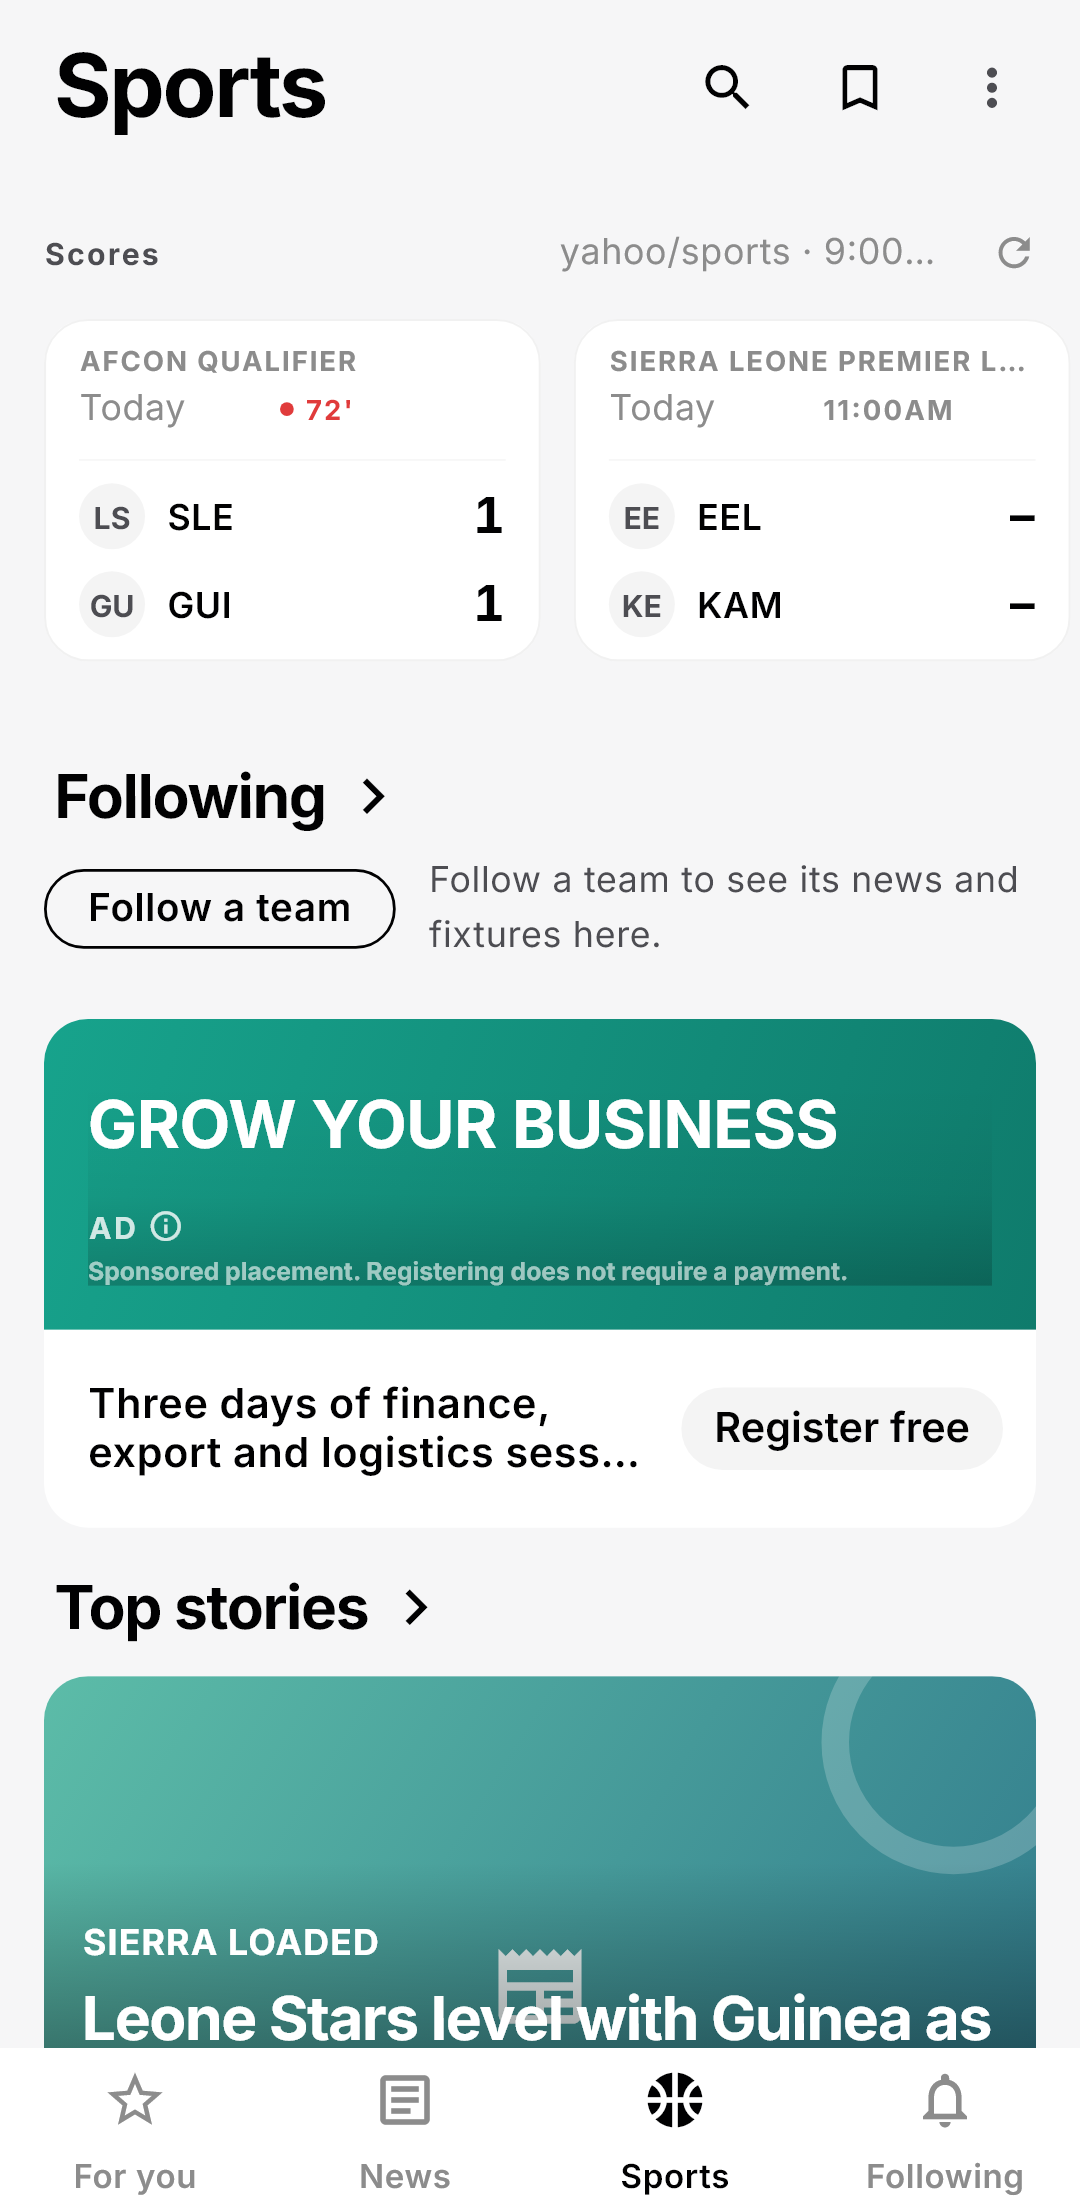 Sports
Scores
yahoo/sports · 9:00...
AFCON QUALIFIER
Today
72'
LS
SLE
1
GU
GUI
1
SIERRA LEONE PREMIER L...
Today
11:00AM
EE
EEL
–
KE
KAM
–
Following
Follow a team
Follow a team to see its news and
fixtures here.
GROW YOUR BUSINESS
AD
Sponsored placement. Registering does not require a payment.
Three days of finance,
export and logistics sess...
Register free
Top stories
SIERRA LOADED
Leone Stars level with Guinea as
For you
News
Sports
Following